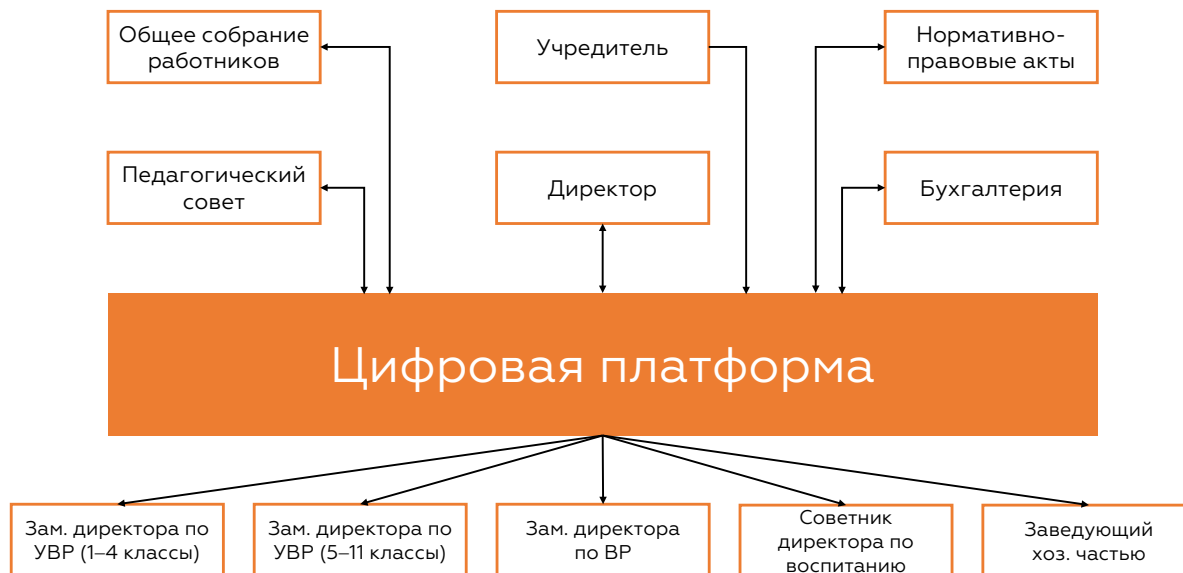 Общее собрание
работников
Учредитель
Нормативно-
правовые акты
Педагогический
совет
Директор
Бухгалтерия
Цифровая платформа
Зам. директора по
УВР (1–4 классы)
Зам. директора по
УВР (5–11 классы)
Зам. директора
по ВР
Советник
директора по
воспитанию
Заведующий
хоз. частью